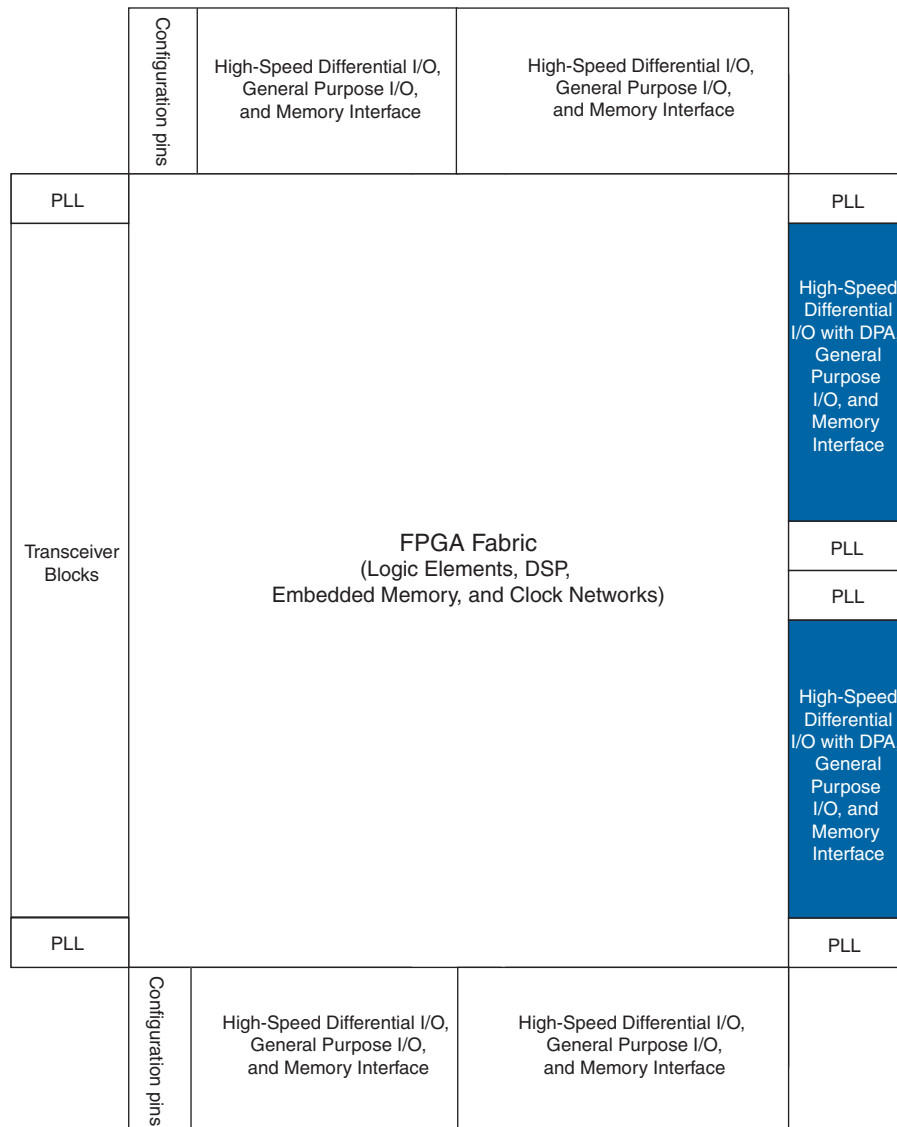 Configuration pins
High-Speed Differential I/O,
General Purpose I/O,
and Memory Interface
High-Speed Differential I/O,
General Purpose I/O,
and Memory Interface
PLL
PLL
High-Speed
Differential
I/O with DPA
General
Purpose
I/O, and
Memory
Interface
Transceiver
Blocks
FPGA Fabric
(Logic Elements, DSP,
Embedded Memory, and Clock Networks)
PLL
PLL
High-Speed
Differential
I/O with DPA
General
Purpose
I/O, and
Memory
Interface
PLL
PLL
Configuration pins
High-Speed Differential I/O,
General Purpose I/O,
and Memory Interface
High-Speed Differential I/O,
General Purpose I/O,
and Memory Interface